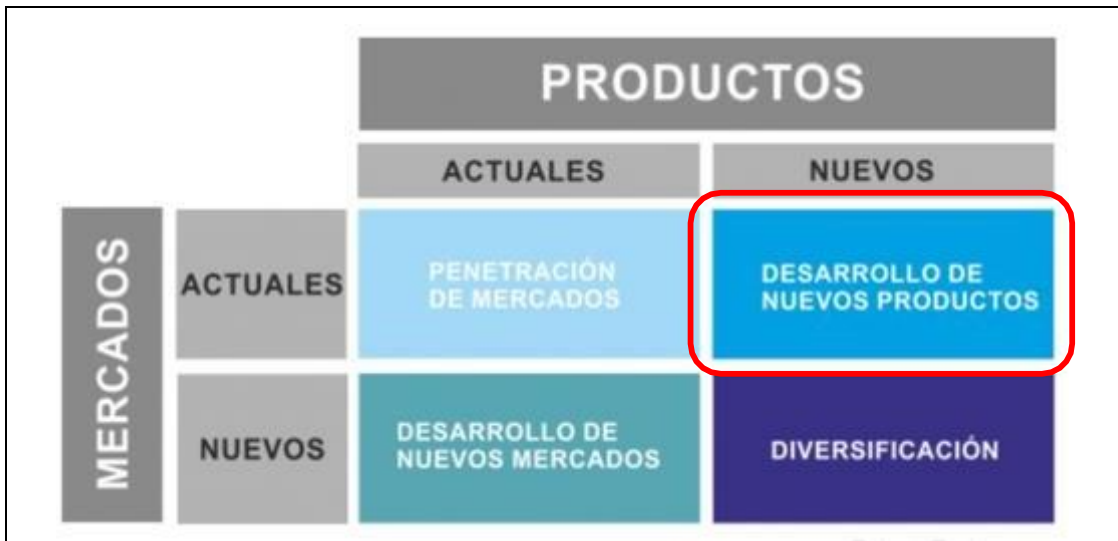 PRODUCTOS
ACTUALES
NUEVOS
MERCADOS
ACTUALES
PENETRACIÓN
DE MERCADOS
DESARROLLO DE
NUEVOS PRODUCTOS
NUEVOS
DESARROLLO DE
NUEVOS MERCADOS
DIVERSIFICACIÓN